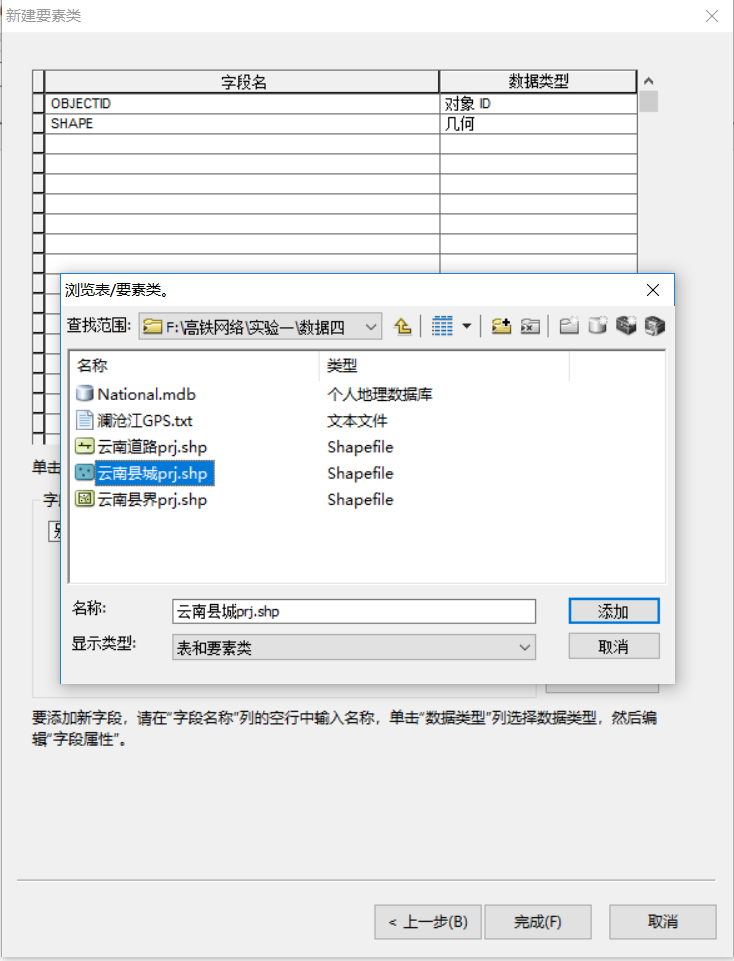 新建要素类
字段名 数据类型
OBJECTID 对象 ID
SHAPE 几何
浏览表/要素类。
查找范围: F:\高铁网络\实验一\数据四
名称 类型
National.mdb 个人地理数据库
澜沧江GPS.txt 文本文件
云南道路prj.shp Shapefile
云南县城prj.shp Shapefile
云南县界prj.shp Shapefile
单击
名称: 云南县城prj.shp 添加
显示类型: 表和要素类 取消
要添加新字段，请在“字段名称”列的空行中输入名称，单击“数据类型”列选择数据类型，然后编
辑“字段属性”。
< 上一步(B) 完成(F) 取消